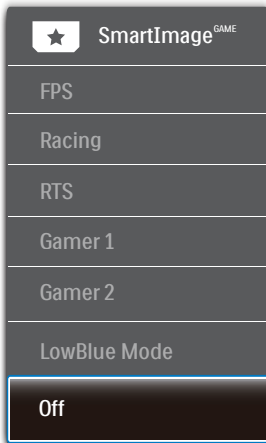 SmartImage GAME
FPS
Racing
RTS
Gamer 1
Gamer 2
LowBlue Mode
Off